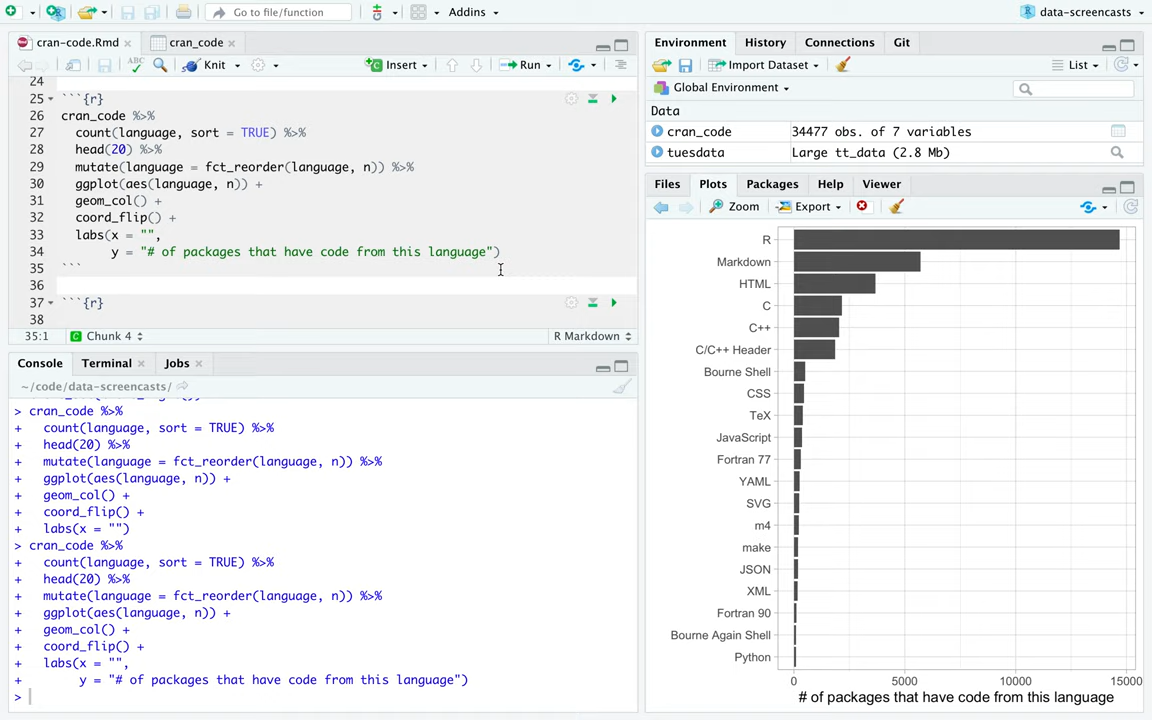 Go to file/function
Addins
data-screencasts
cran-code.Rmd
cran_code
ABC
Knit
Insert
Run
24
25 ```{r}
26 cran_code %>%
27 count(language, sort = TRUE) %>%
28 head(20) %>%
29 mutate(language = fct_reorder(language, n)) %>%
30 ggplot(aes(language, n)) +
31 geom_col() +
32 coord_flip() +
33 labs(x = "",
34 y = "# of packages that have code from this language")
35 ```
36
37 ```{r}
38
35:1
Chunk 4
R Markdown
Console
Terminal
Jobs
~/code/data-screencasts/
> cran_code %>%
+ count(language, sort = TRUE) %>%
+ head(20) %>%
+ mutate(language = fct_reorder(language, n)) %>%
+ ggplot(aes(language, n)) +
+ geom_col() +
+ coord_flip() +
+ labs(x = "")
> cran_code %>%
+ count(language, sort = TRUE) %>%
+ head(20) %>%
+ mutate(language = fct_reorder(language, n)) %>%
+ ggplot(aes(language, n)) +
+ geom_col() +
+ coord_flip() +
+ labs(x = "",
+ y = "# of packages that have code from this language")
>
Environment
History
Connections
Git
Import Dataset
List
Global Environment
Data
cran_code 34477 obs. of 7 variables
tuesdata Large tt_data (2.8 Mb)
Files
Plots
Packages
Help
Viewer
Zoom
Export
R
Markdown
HTML
C
C++
C/C++ Header
Bourne Shell
CSS
TeX
JavaScript
Fortran 77
YAML
SVG
m4
make
JSON
XML
Fortran 90
Bourne Again Shell
Python
0 5000 10000 15000
# of packages that have code from this language